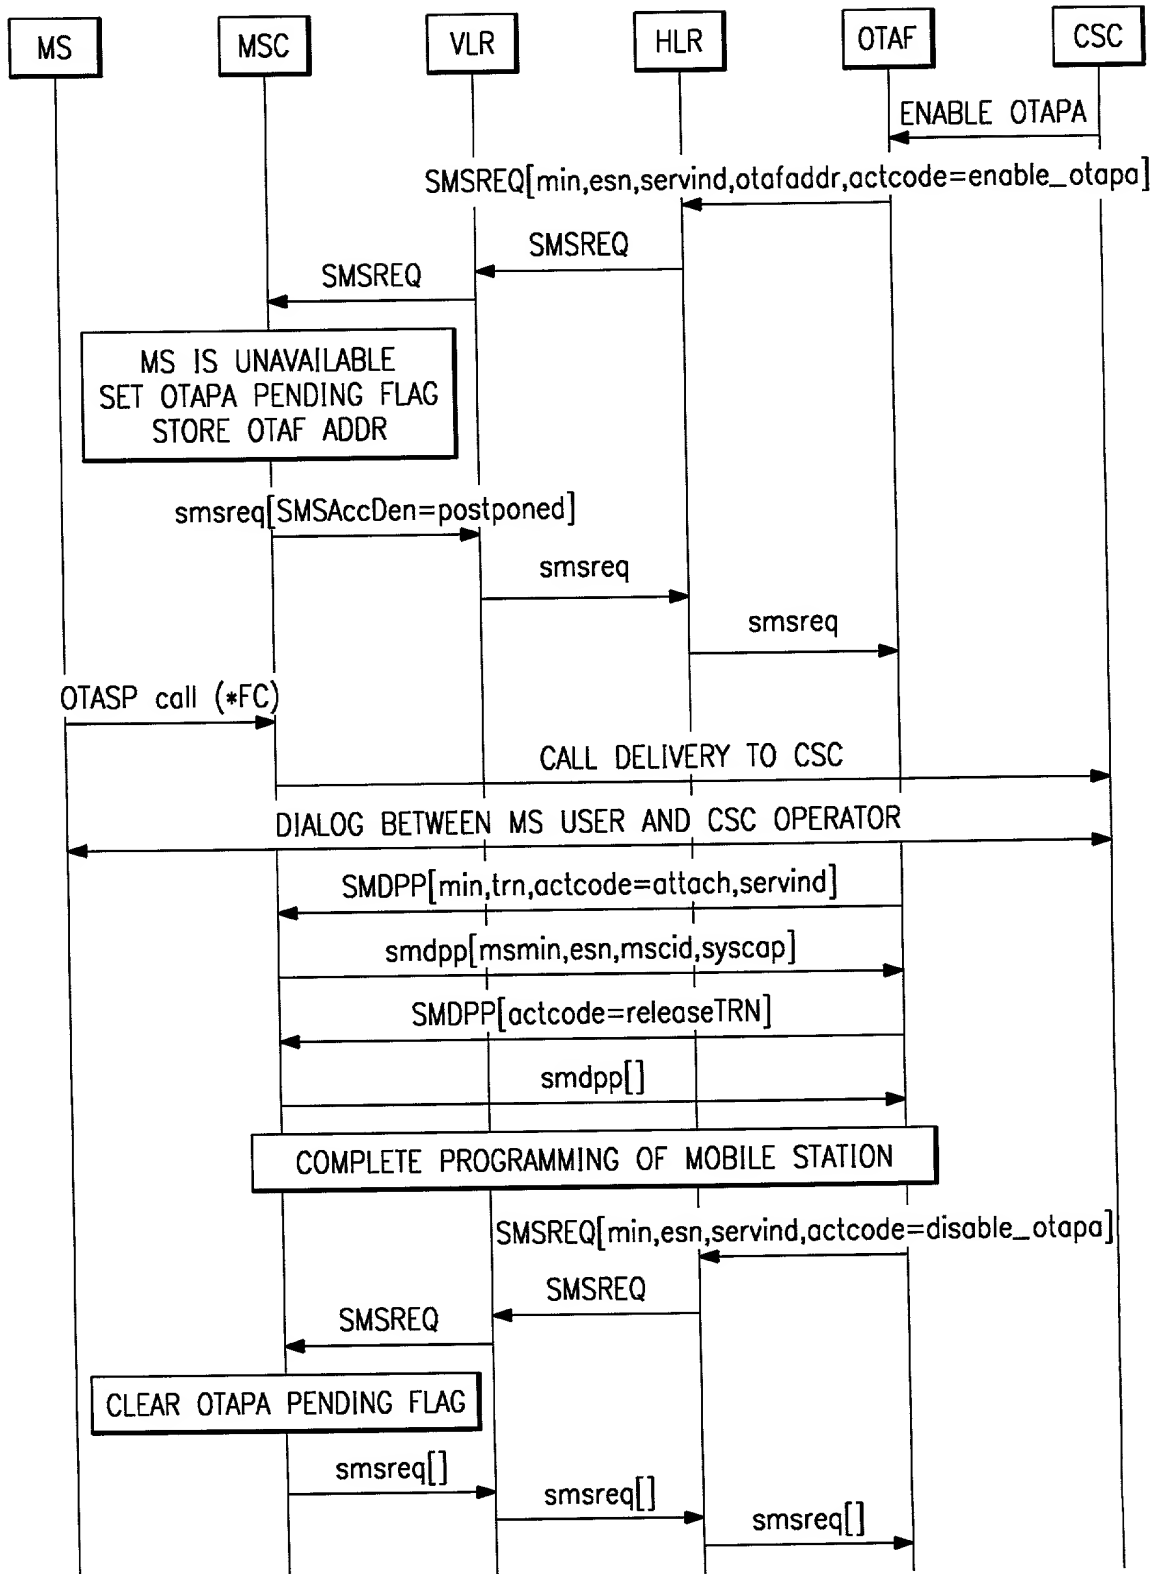 MS MSC VLR HLR OTAF CSC
ENABLE OTAPA
SMSREQ[min,esn,servind,otafaddr,actcode=enable_otapa]
SMSREQ
SMSREQ
MS IS UNAVAILABLE
SET OTAPA PENDING FLAG
STORE OTAF ADDR
smsreq[SMSAccDen=postponed]
smsreq
smsreq
OTASP call (*FC)
CALL DELIVERY TO CSC
DIALOG BETWEEN MS USER AND CSC OPERATOR
SMDPP[min,trn,actcode=attach,servind]
smdpp[msmin,esn,mscid,syscap]
SMDPP[actcode=releaseTRN]
smdpp[]
COMPLETE PROGRAMMING OF MOBILE STATION
SMSREQ[min,esn,servind,actcode=disable_otapa]
SMSREQ
SMSREQ
CLEAR OTAPA PENDING FLAG
smsreq[]
smsreq[]
smsreq[]